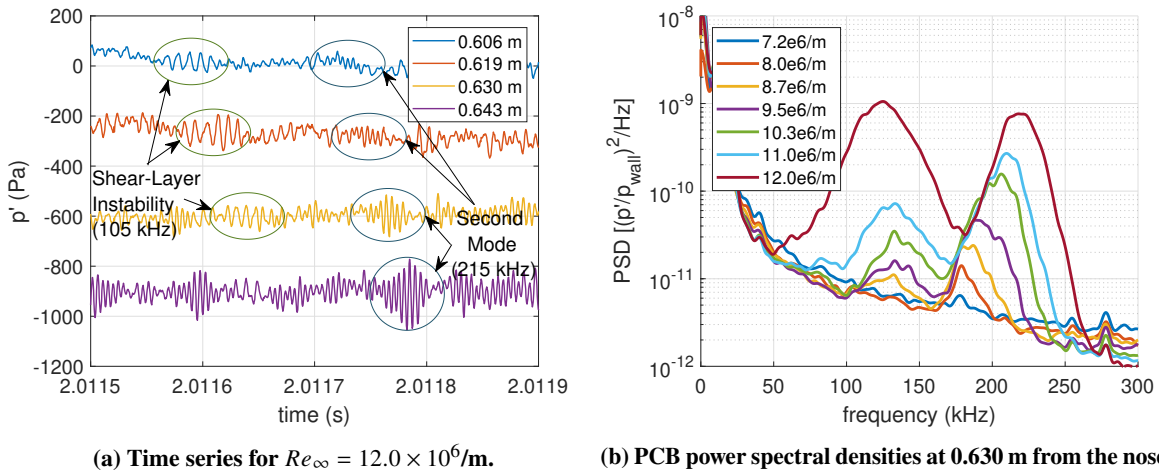 0
-200
-400
-600
-800
-1000
-1200
p' (Pa)
0.606 m
0.619 m
0.630 m
0.643 m
Shear-Layer
Instability
(105 kHz)
Second
Mode
(215 kHz)
2.0115
2.0116
2.0117
2.0118
2.0119
time (s)
(a) Time series for Re∞ = 12.0 × 10⁶/m.
10⁻⁸
10⁻⁹
10⁻¹⁰
10⁻¹¹
10⁻¹²
PSD [(p'/p_wall)²/Hz]
7.2e6/m
8.0e6/m
8.7e6/m
9.5e6/m
10.3e6/m
11.0e6/m
12.0e6/m
0
50
100
150
200
250
300
frequency (kHz)
(b) PCB power spectral densities at 0.630 m from the nose